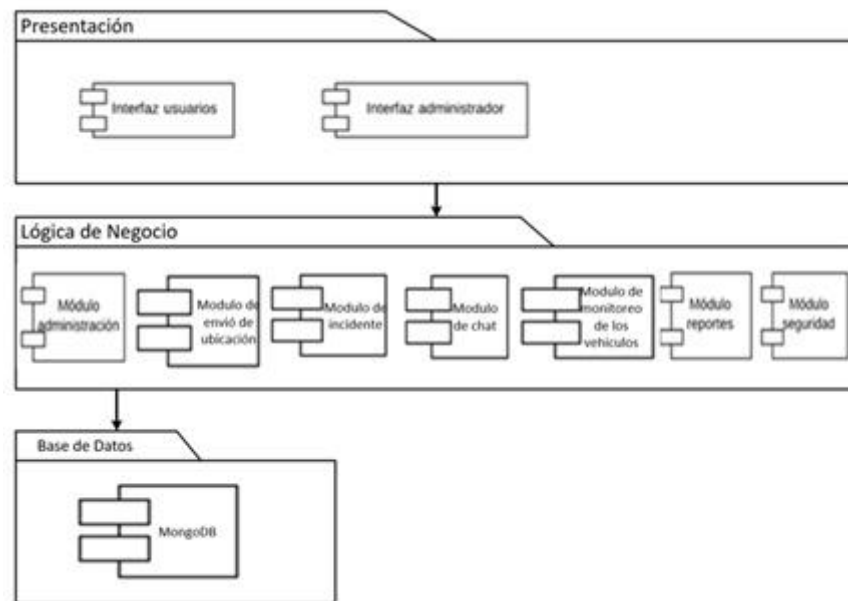 Presentación
Interfaz usuarios
Interfaz administrador
Lógica de Negocio
Módulo
administración
Modulo de
envió de
ubicación
Modulo de
incidente
Modulo
de chat
Modulo de
monitoreo
de los
vehículos
Módulo
reportes
Módulo
seguridad
Base de Datos
MongoDB